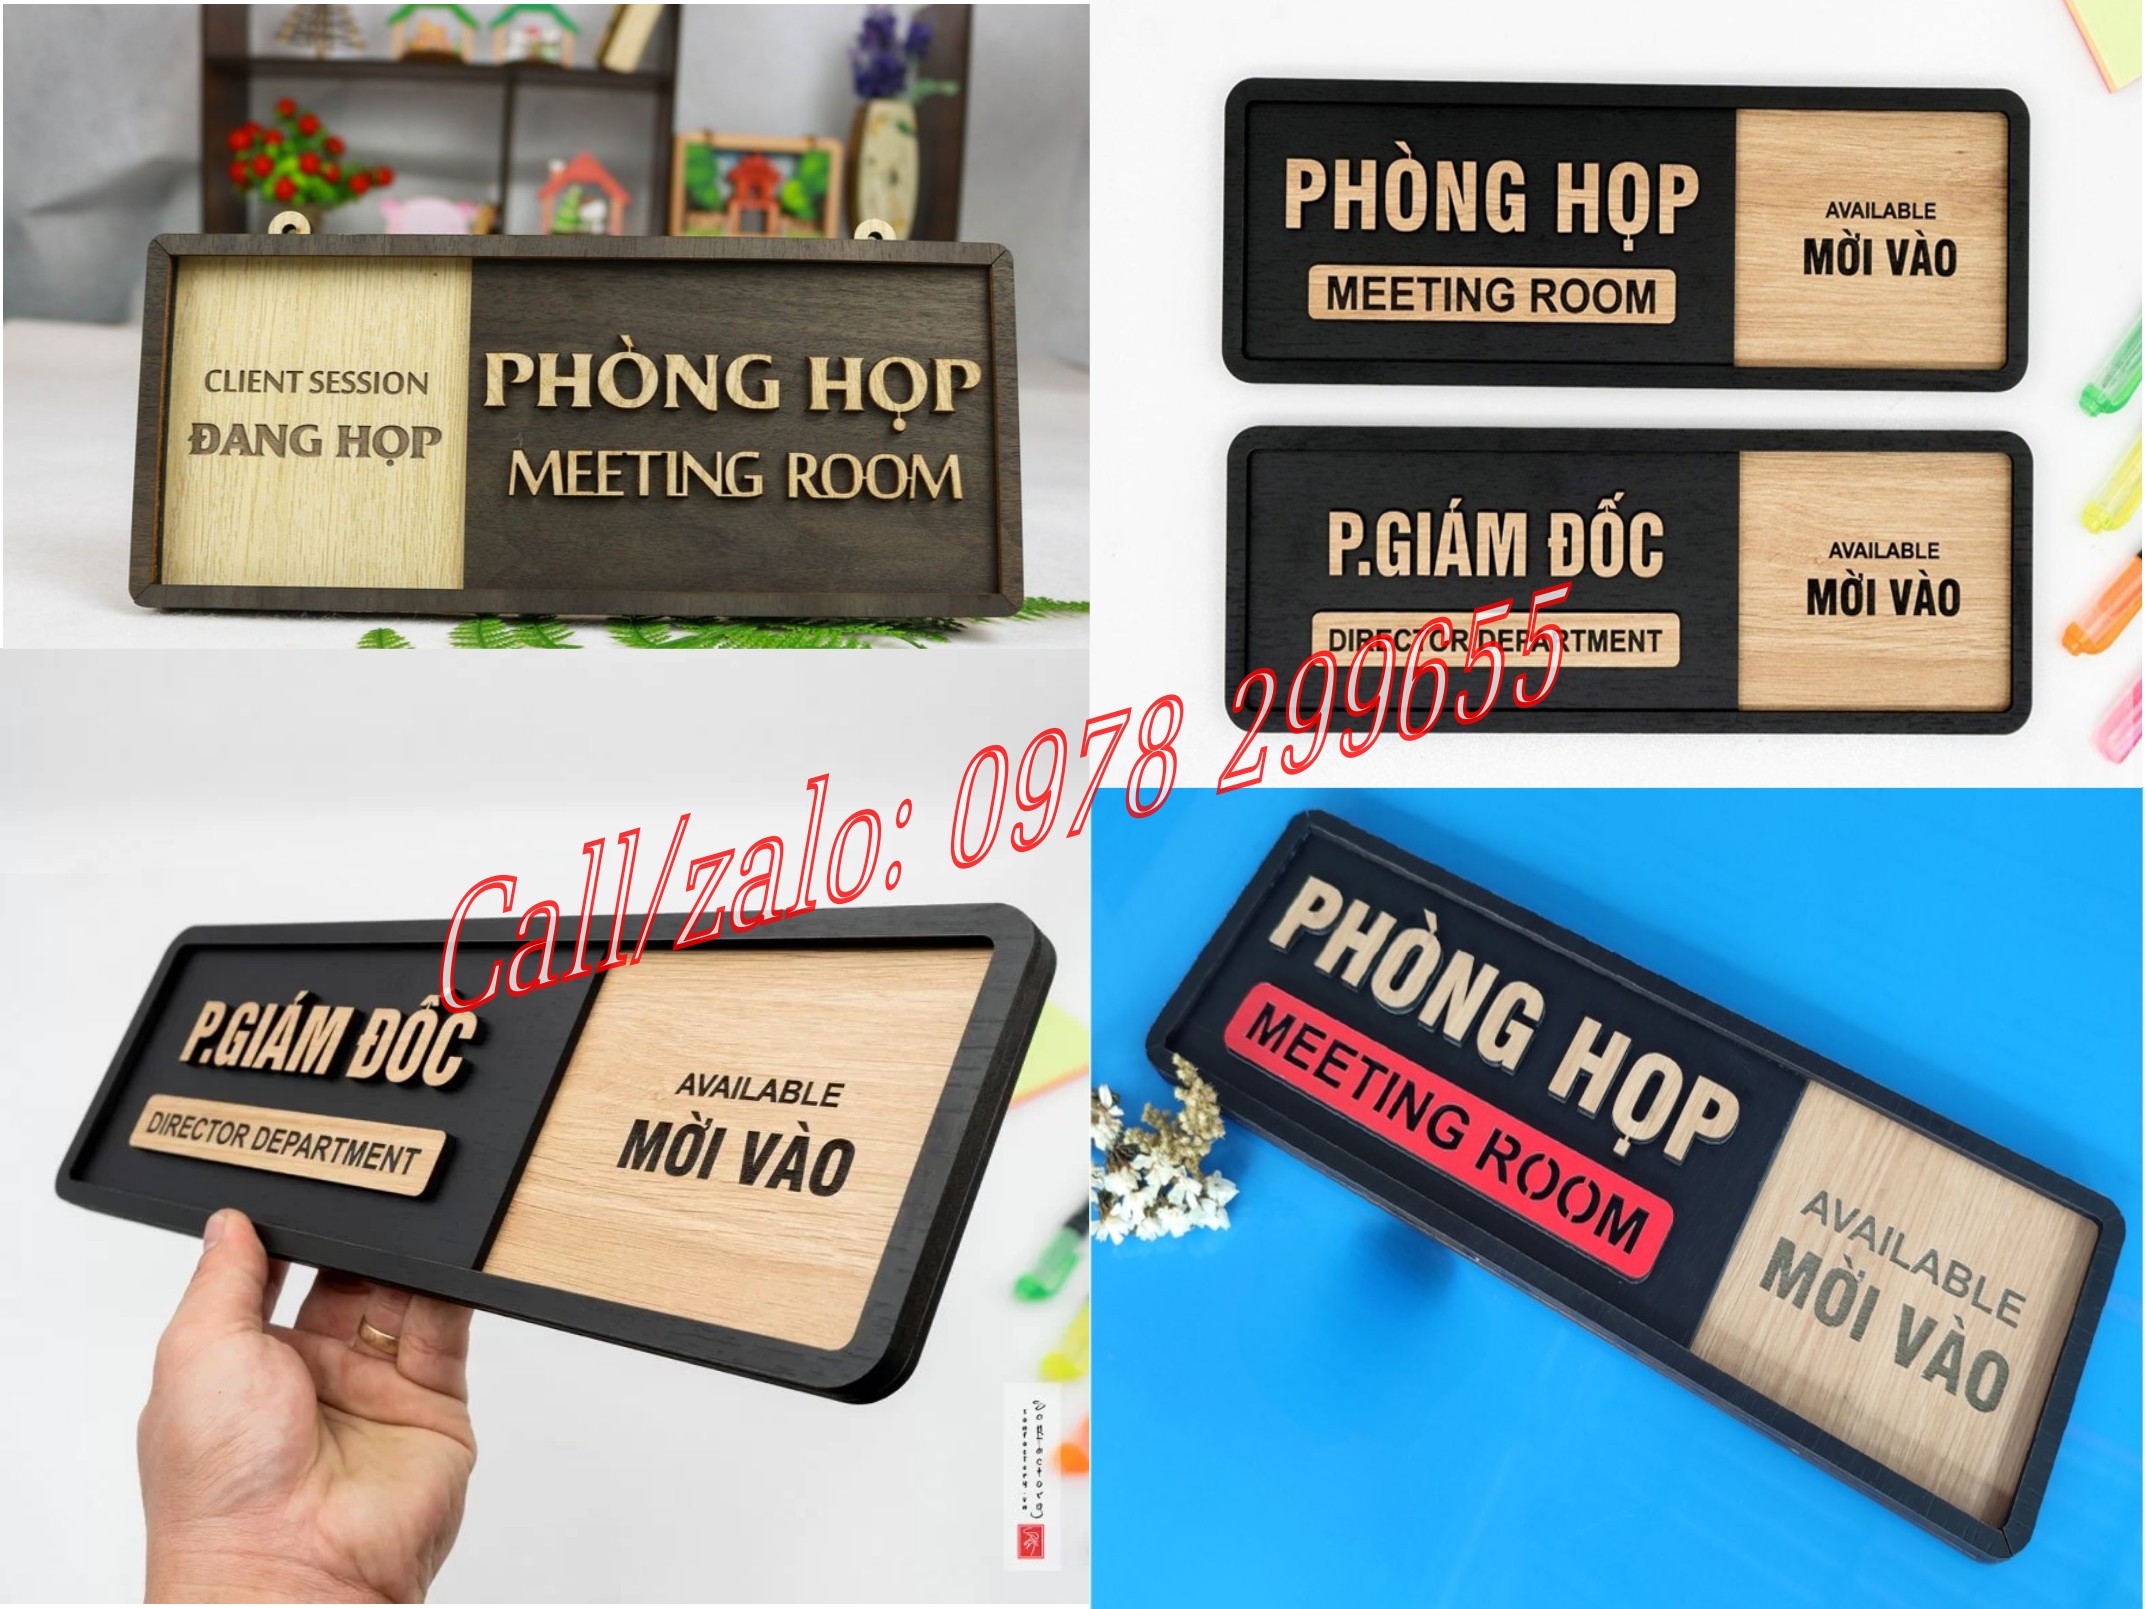 CLIENT SESSION
ĐANG HỌP
PHÒNG HỌP
MEETING ROOM
PHÒNG HỌP
MEETING ROOM
AVAILABLE
MỜI VÀO
P.GIÁM ĐỐC
DIRECTOR DEPARTMENT
AVAILABLE
MỜI VÀO
Call/zalo: 0978 299655
P.GIÁM ĐỐC
DIRECTOR DEPARTMENT
AVAILABLE
MỜI VÀO
PHÒNG HỌP
MEETING ROOM
AVAILABLE
MỜI VÀO